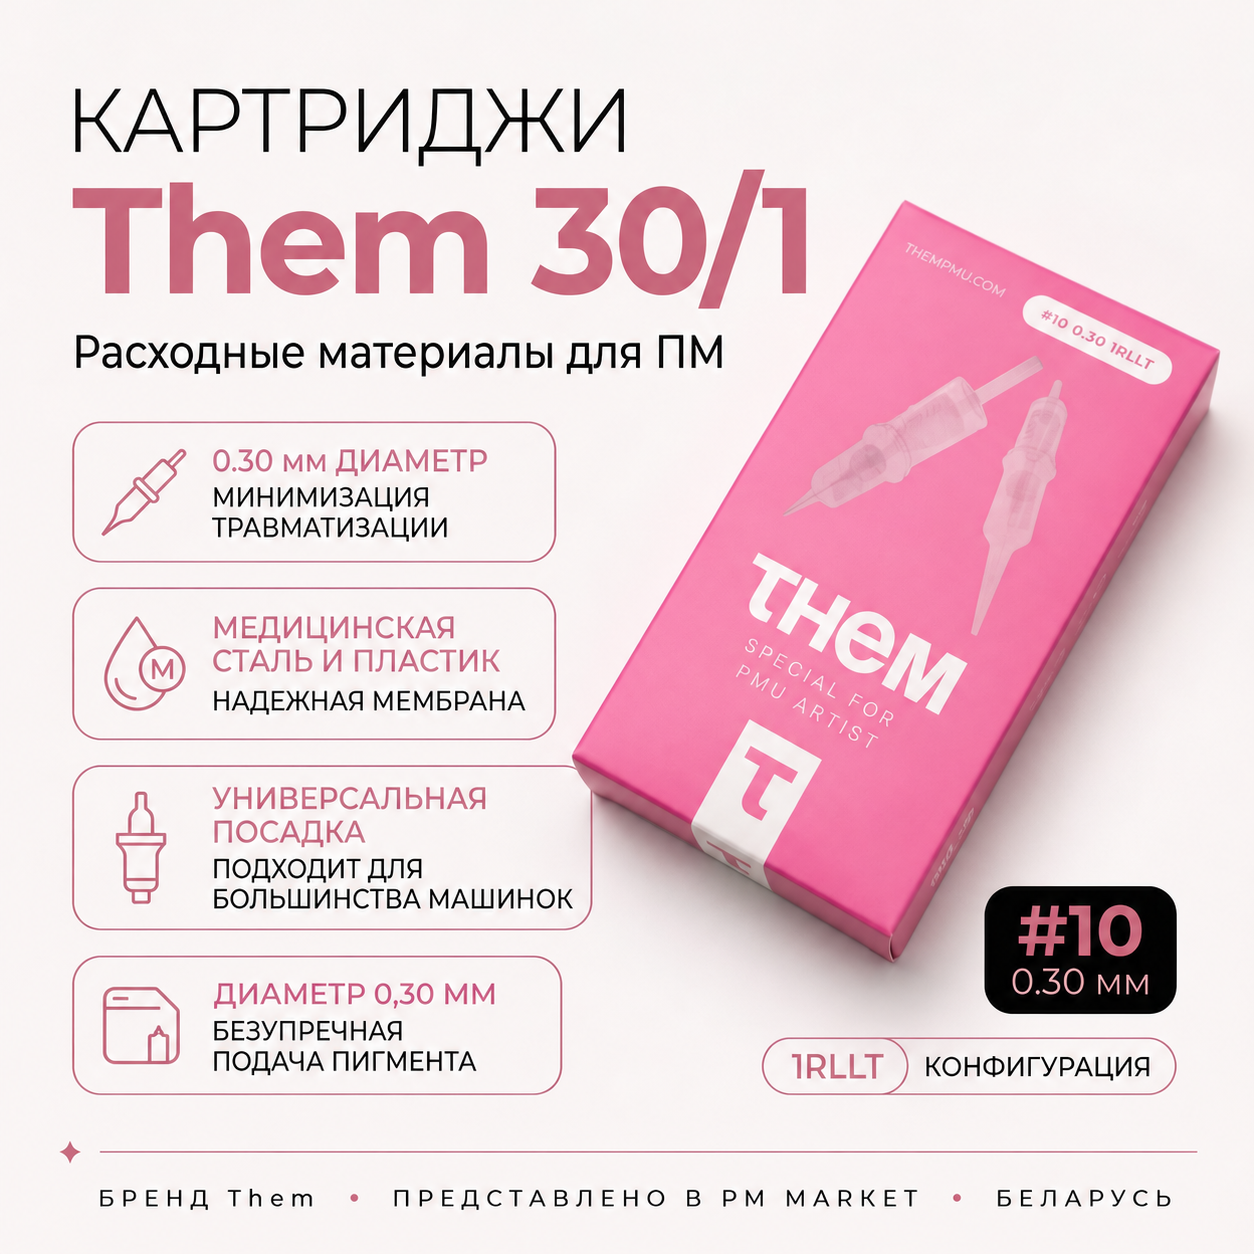 КАРТРИДЖИ
Them 30/1
Расходные материалы для ПМ
0.30 мм ДИАМЕТР
МИНИМИЗАЦИЯ
ТРАВМАТИЗАЦИИ
МЕДИЦИНСКАЯ
СТАЛЬ И ПЛАСТИК
НАДЕЖНАЯ МЕМБРАНА
М
УНИВЕРСАЛЬНАЯ
ПОСАДКА
ПОДХОДИТ ДЛЯ
БОЛЬШИНСТВА МАШИНОК
ДИАМЕТР 0,30 ММ
БЕЗУПРЕЧНАЯ
ПОДАЧА ПИГМЕНТА
THEMPMU.COM
#10 0.30 1RLLT
THEM
SPECIAL FOR
PMU ARTIST
T
T
#10
0.30 мм
1RLLT КОНФИГУРАЦИЯ
БРЕНД Them • ПРЕДСТАВЛЕНО В PM MARKET • БЕЛАРУСЬ